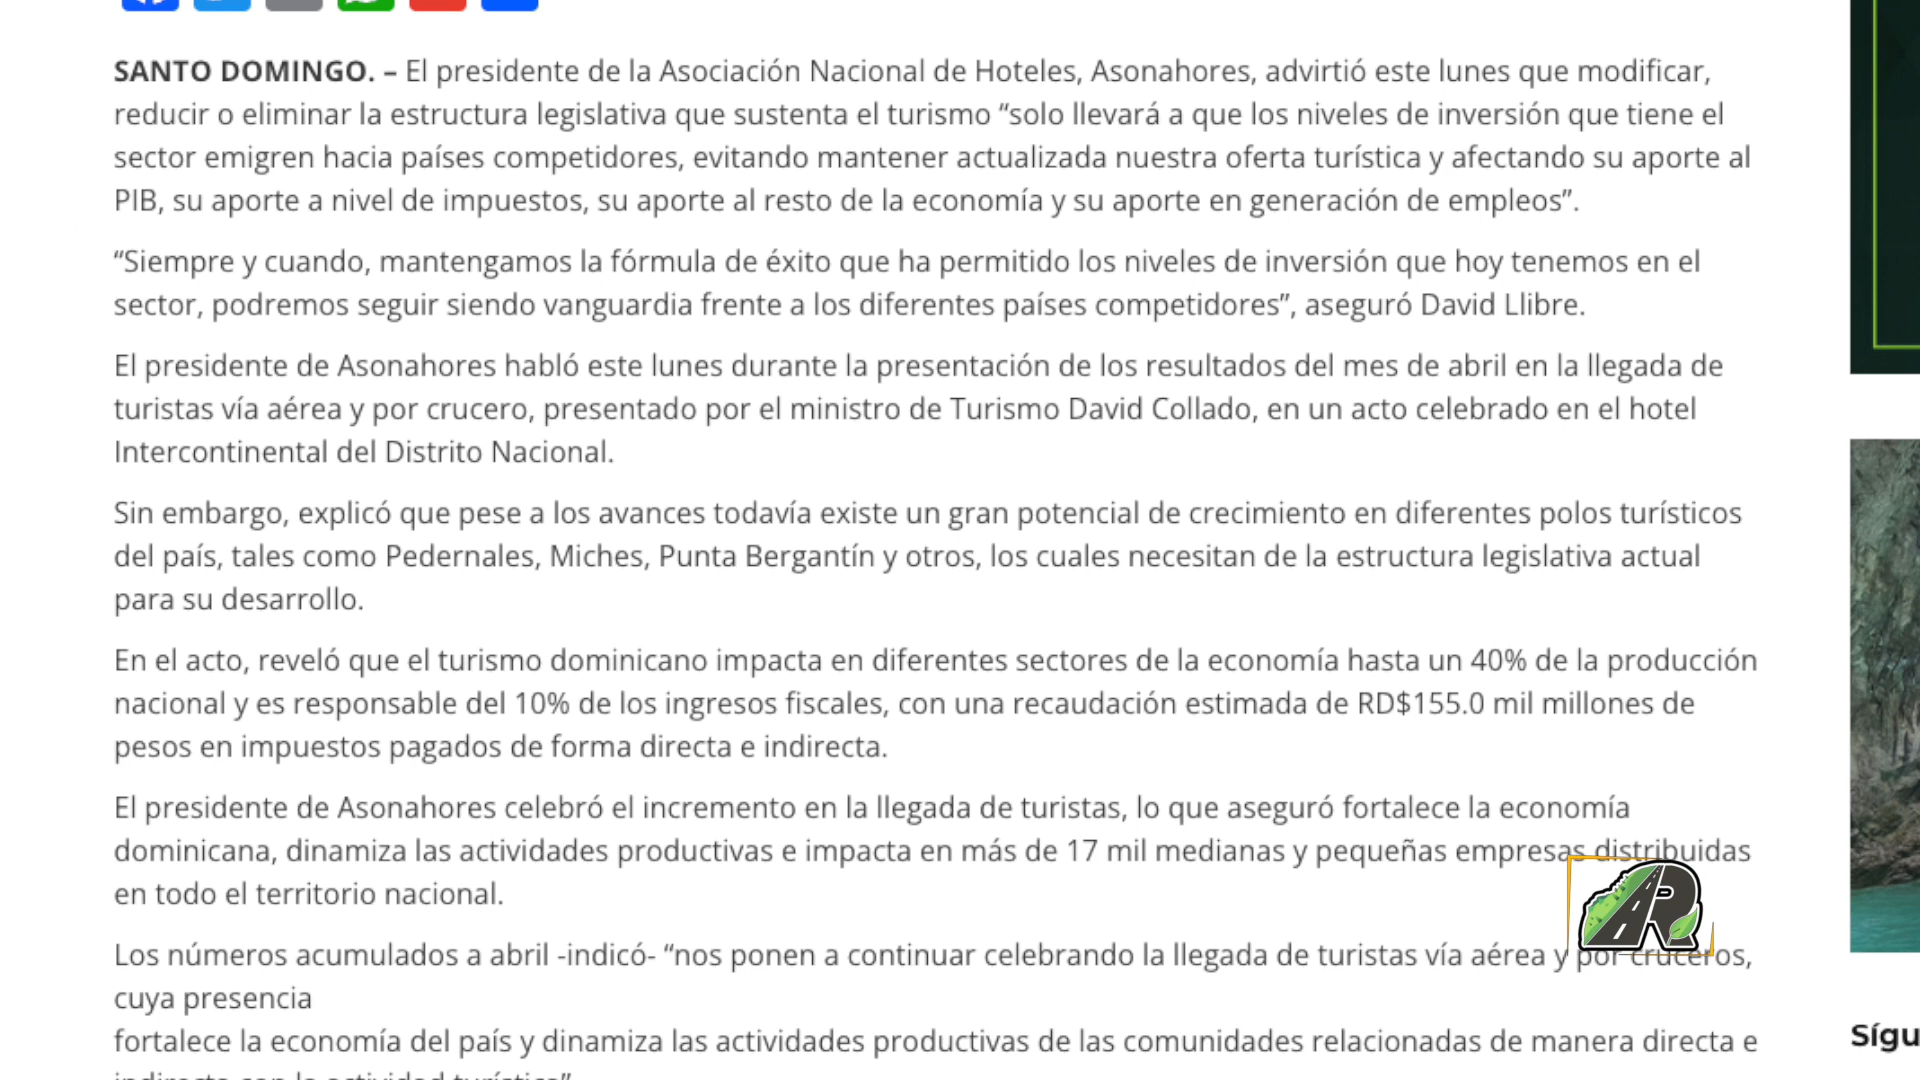 SANTO DOMINGO. – El presidente de la Asociación Nacional de Hoteles, Asonahores, advirtió este lunes que modificar,
reducir o eliminar la estructura legislativa que sustenta el turismo “solo llevará a que los niveles de inversión que tiene el
sector emigren hacia países competidores, evitando mantener actualizada nuestra oferta turística y afectando su aporte al
PIB, su aporte a nivel de impuestos, su aporte al resto de la economía y su aporte en generación de empleos”.
“Siempre y cuando, mantengamos la fórmula de éxito que ha permitido los niveles de inversión que hoy tenemos en el
sector, podremos seguir siendo vanguardia frente a los diferentes países competidores”, aseguró David Llibre.
El presidente de Asonahores habló este lunes durante la presentación de los resultados del mes de abril en la llegada de
turistas vía aérea y por crucero, presentado por el ministro de Turismo David Collado, en un acto celebrado en el hotel
Intercontinental del Distrito Nacional.
Sin embargo, explicó que pese a los avances todavía existe un gran potencial de crecimiento en diferentes polos turísticos
del país, tales como Pedernales, Miches, Punta Bergantín y otros, los cuales necesitan de la estructura legislativa actual
para su desarrollo.
En el acto, reveló que el turismo dominicano impacta en diferentes sectores de la economía hasta un 40% de la producción
nacional y es responsable del 10% de los ingresos fiscales, con una recaudación estimada de RD$155.0 mil millones de
pesos en impuestos pagados de forma directa e indirecta.
El presidente de Asonahores celebró el incremento en la llegada de turistas, lo que aseguró fortalece la economía
dominicana, dinamiza las actividades productivas e impacta en más de 17 mil medianas y pequeñas empresas distribuidas
en todo el territorio nacional.
Los números acumulados a abril -indicó- “nos ponen a continuar celebrando la llegada de turistas vía aérea y por cruceros,
cuya presencia
fortalece la economía del país y dinamiza las actividades productivas de las comunidades relacionadas de manera directa e
indirecta con la actividad turística”
R
Sígu